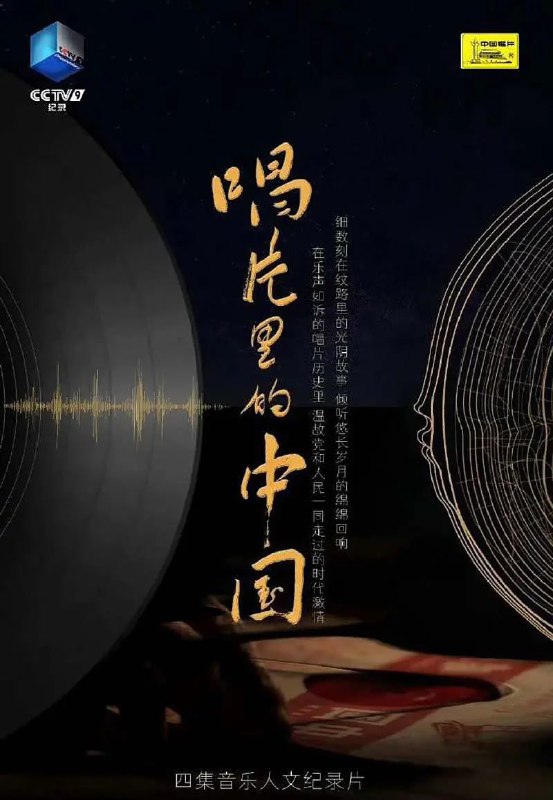 CCTV9
纪录
中国唱片
唱片里的中国
细数刻在纹路里的光阴故事 倾听悠长岁月的绵绵回响
在乐声如诉的唱片历史里 温故党和人民一同走过的时代激情
四集音乐人文纪录片